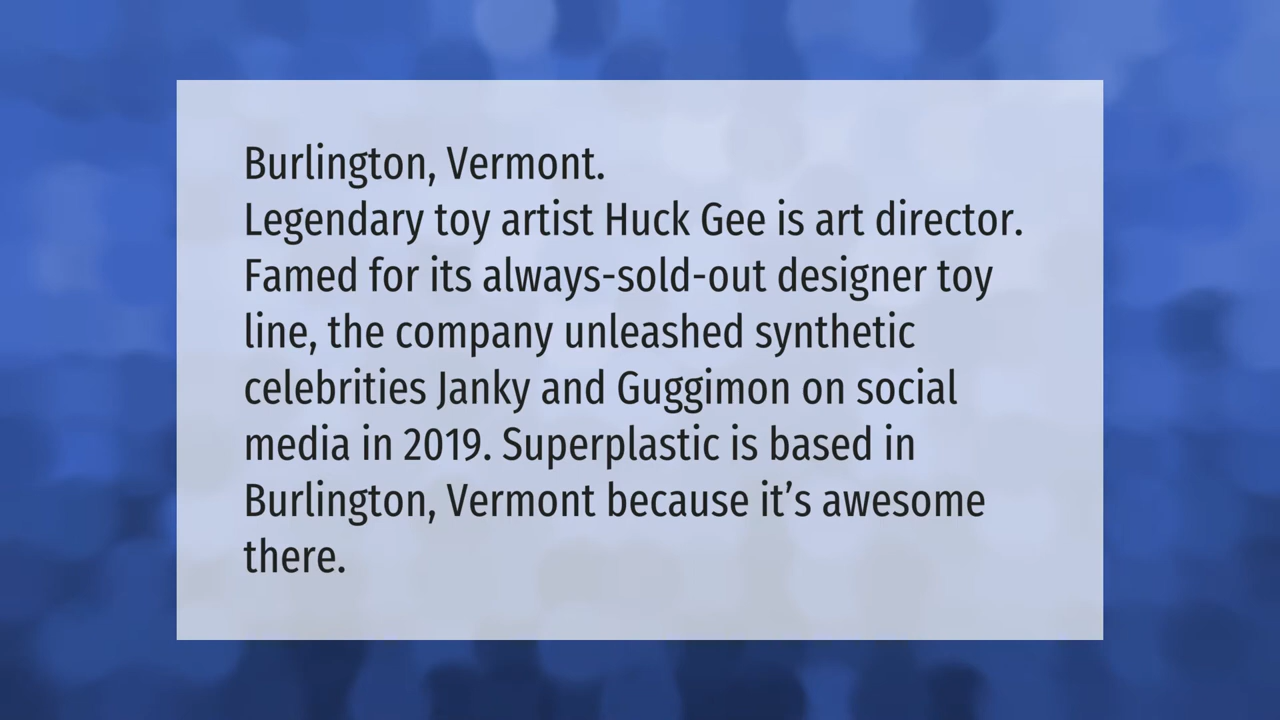 Burlington, Vermont.
Legendary toy artist Huck Gee is art director.
Famed for its always-sold-out designer toy
line, the company unleashed synthetic
celebrities Janky and Guggimon on social
media in 2019. Superplastic is based in
Burlington, Vermont because it’s awesome
there.